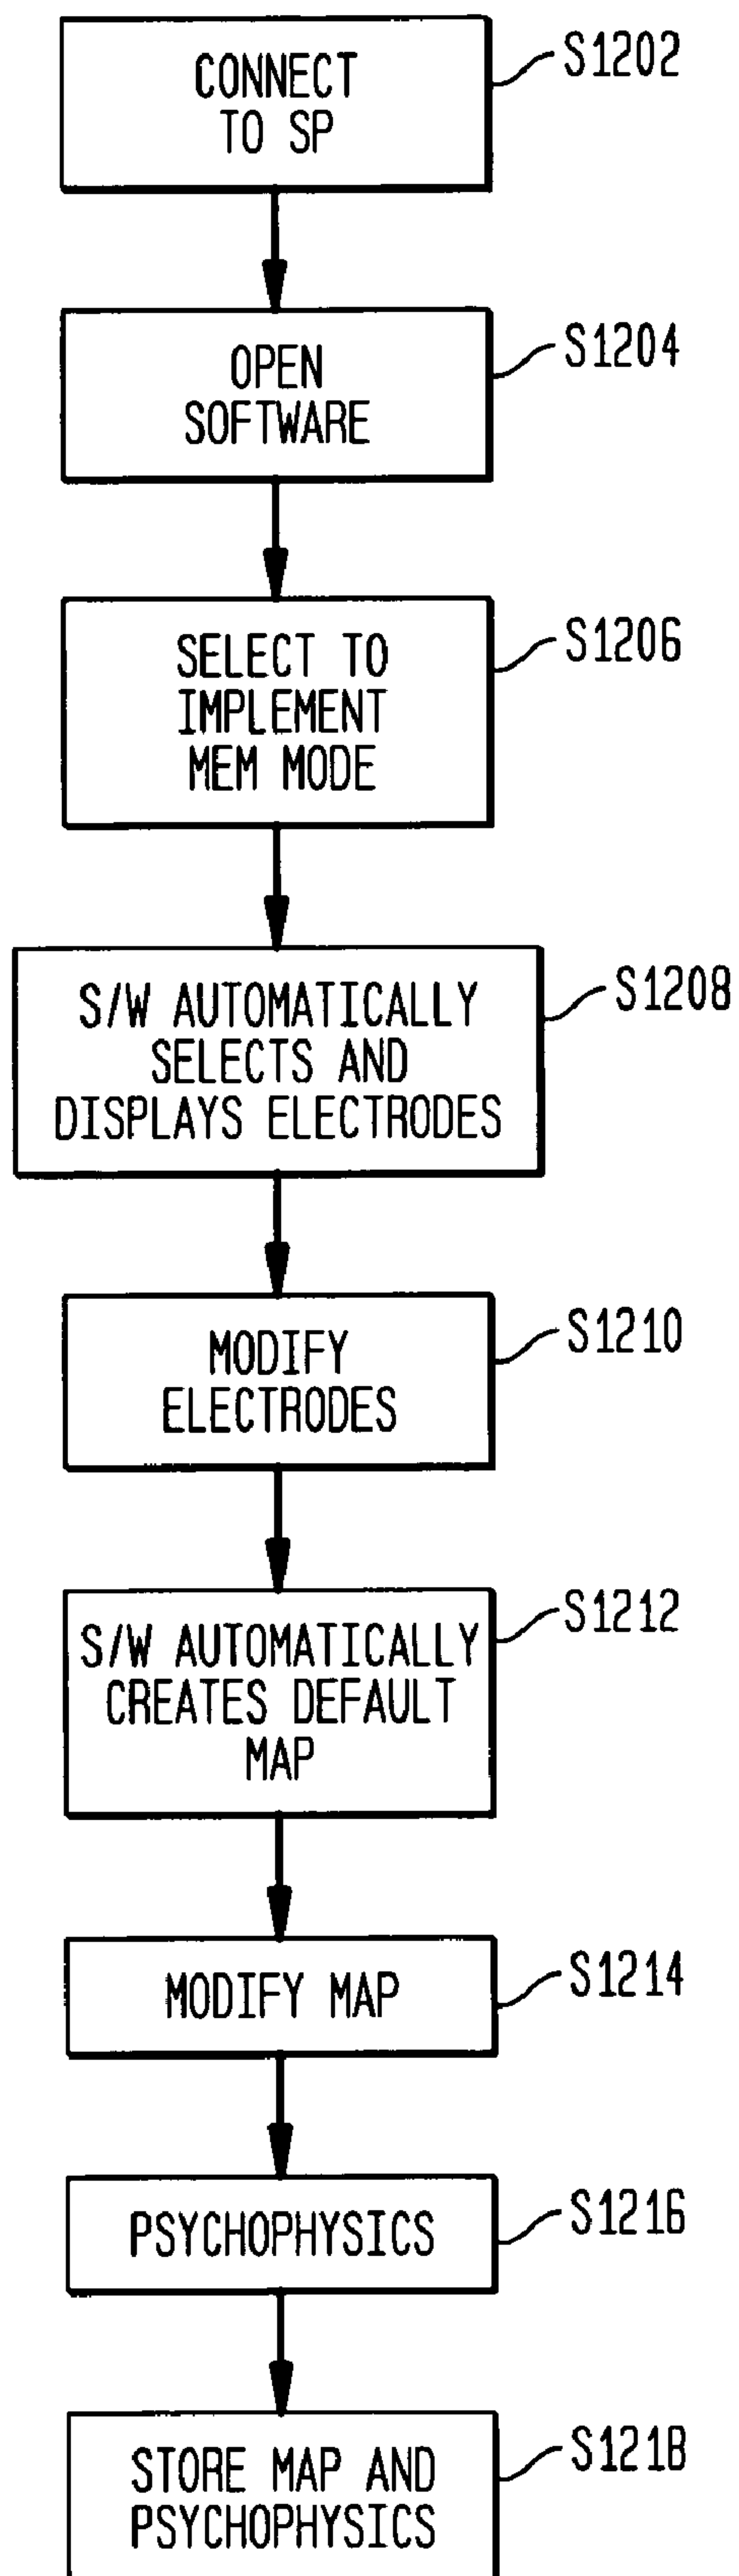 CONNECT
TO SP
S1202
OPEN
SOFTWARE
S1204
SELECT TO
IMPLEMENT
MEM MODE
S1206
S/W AUTOMATICALLY
SELECTS AND
DISPLAYS ELECTRODES
S1208
MODIFY
ELECTRODES
S1210
S/W AUTOMATICALLY
CREATES DEFAULT
MAP
S1212
MODIFY MAP
S1214
PSYCHOPHYSICS
S1216
STORE MAP AND
PSYCHOPHYSICS
S1218